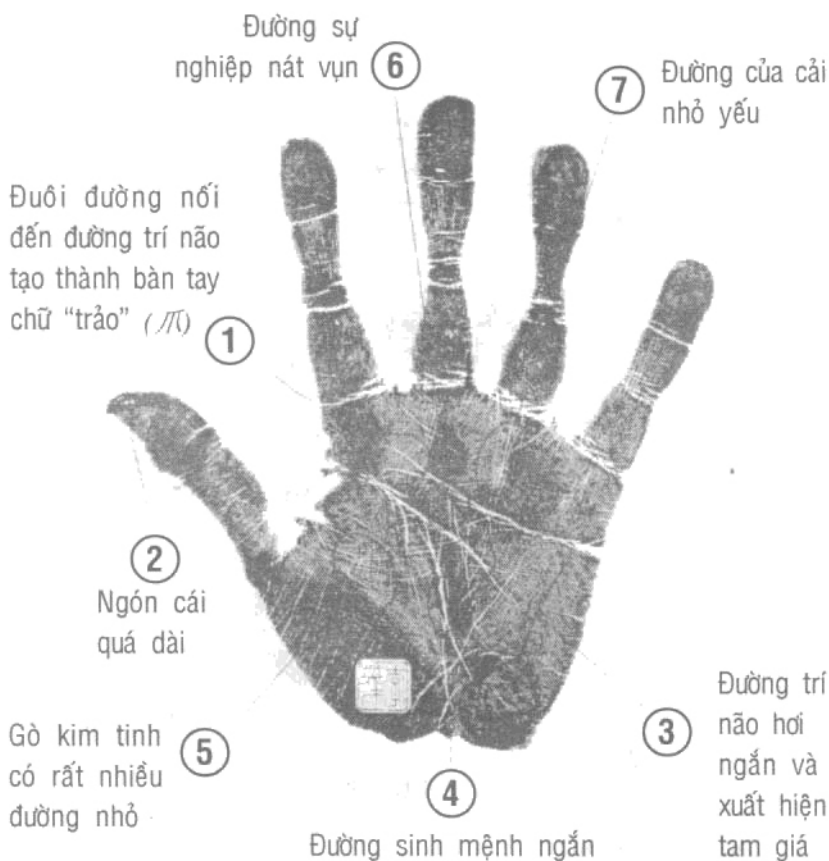 Đường sự
nghiệp nát vụn
6
7
Đường của cải
nhỏ yếu
Đuôi đường nối
đến đường trí não
tạo thành bàn tay
chữ “trảo” (爪)
1
2
Ngón cái
quá dài
Gò kim tinh
có rất nhiều
đường nhỏ
5
4
Đường sinh mệnh ngắn
3
Đường trí
não hơi
ngắn và
xuất hiện
tam giá